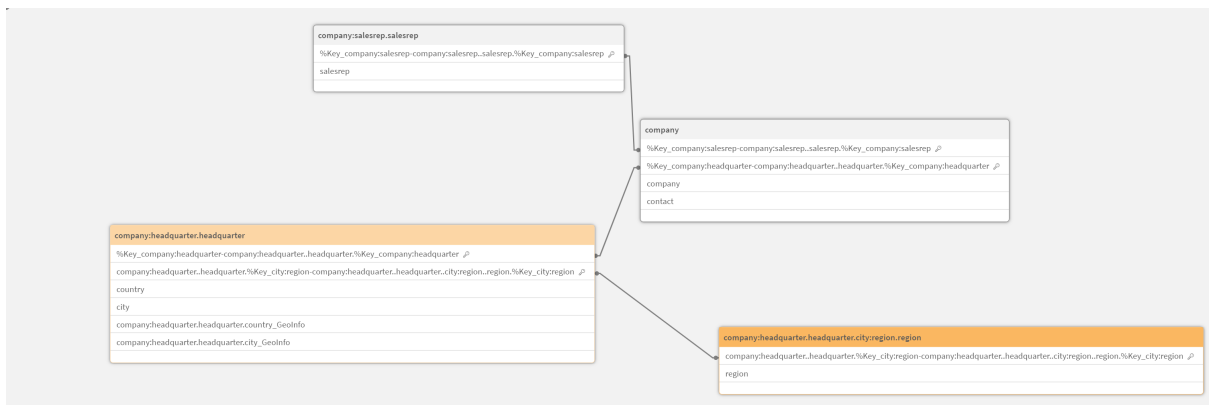 company:salesrep.salesrep
%Key_company:salesrep-company:salesrep..salesrep.%Key_company:salesrep
salesrep
company
%Key_company:salesrep-company:salesrep..salesrep.%Key_company:salesrep
%Key_company:headquarter-company:headquarter..headquarter.%Key_company:headquarter
company
contact
company:headquarter.headquarter
%Key_company:headquarter-company:headquarter..headquarter.%Key_company:headquarter
company:headquarter..headquarter.%Key_city:region-company:headquarter..headquarter..city:region..region.%Key_city:region
country
city
company:headquarter.headquarter.country_GeoInfo
company:headquarter.headquarter.city_GeoInfo
company:headquarter.headquarter.city:region.region
company:headquarter..headquarter.%Key_city:region-company:headquarter..headquarter..city:region..region.%Key_city:region
region